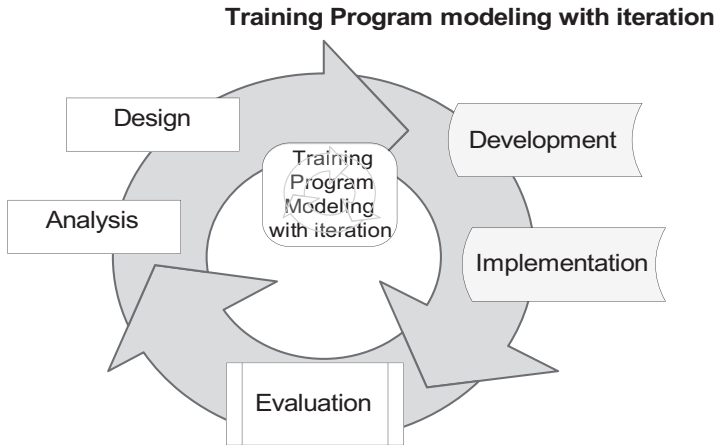 Training Program modeling with iteration
Design
Training
Program
Modeling
with iteration
Development
Analysis
Implementation
Evaluation